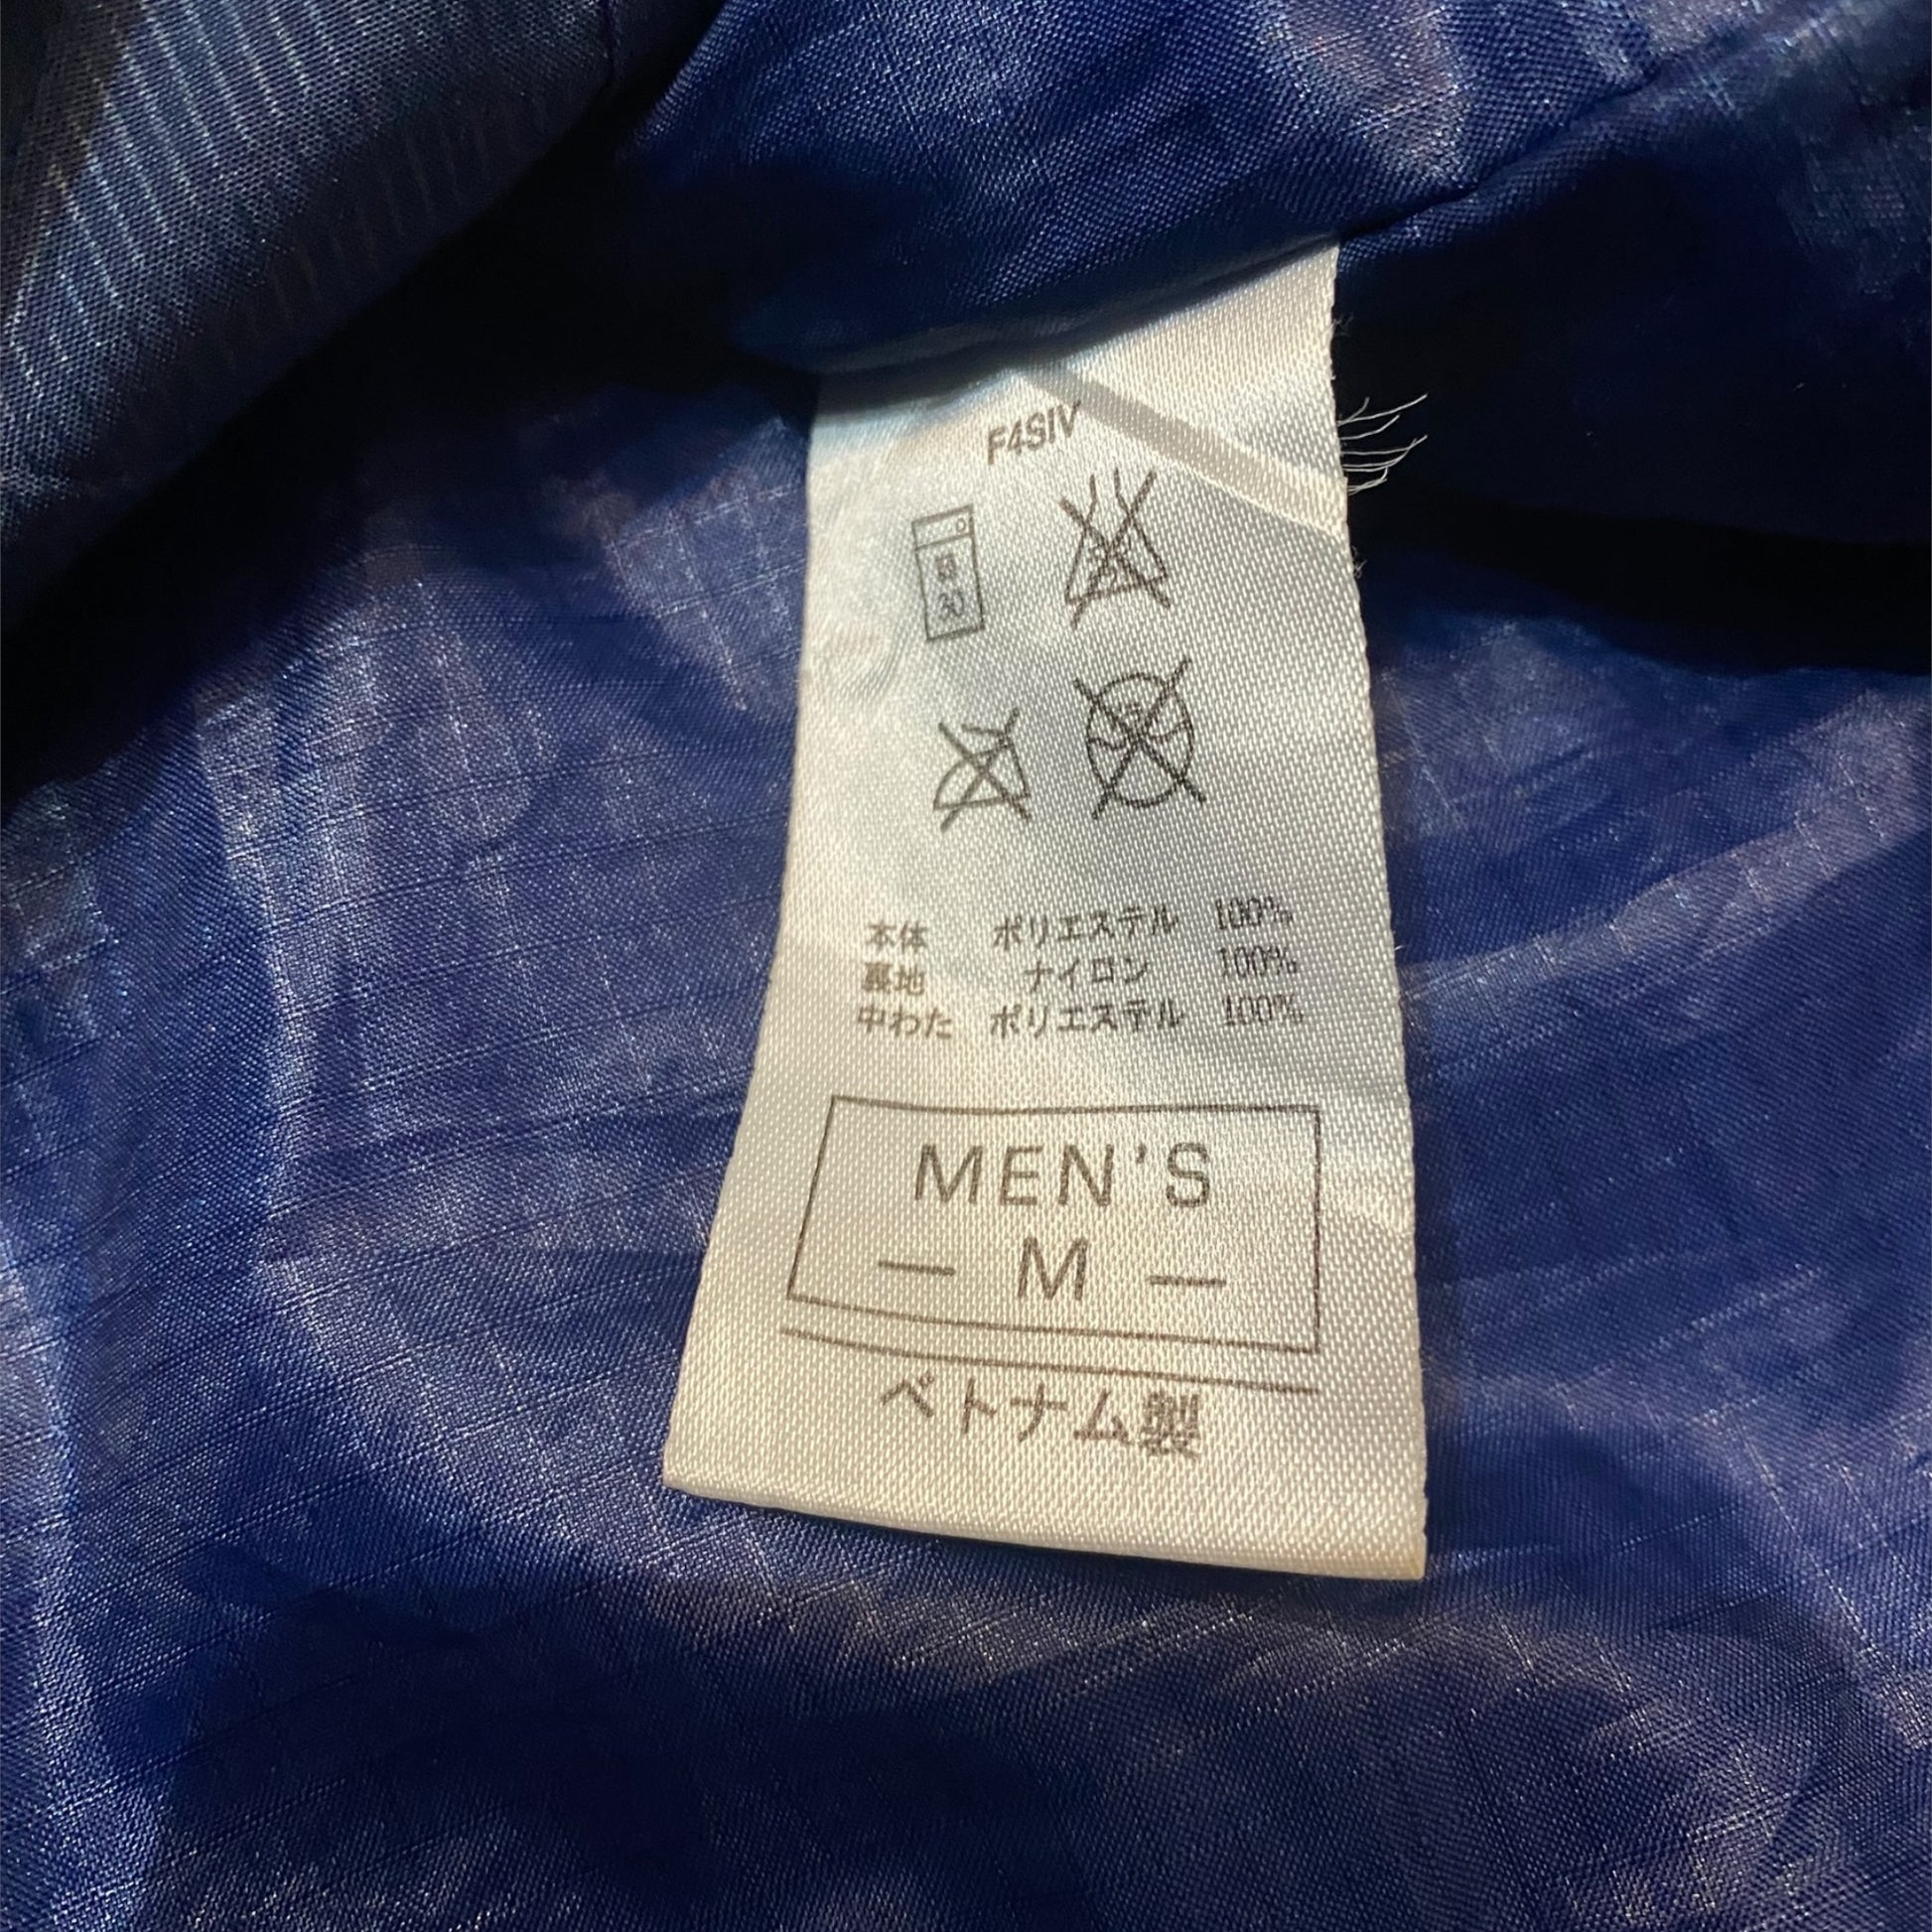 F4SIV
30
本体 ポリエステル 100%
裏地 ナイロン 100%
中わた ポリエステル 100%
MEN'S
— M —
ベトナム製